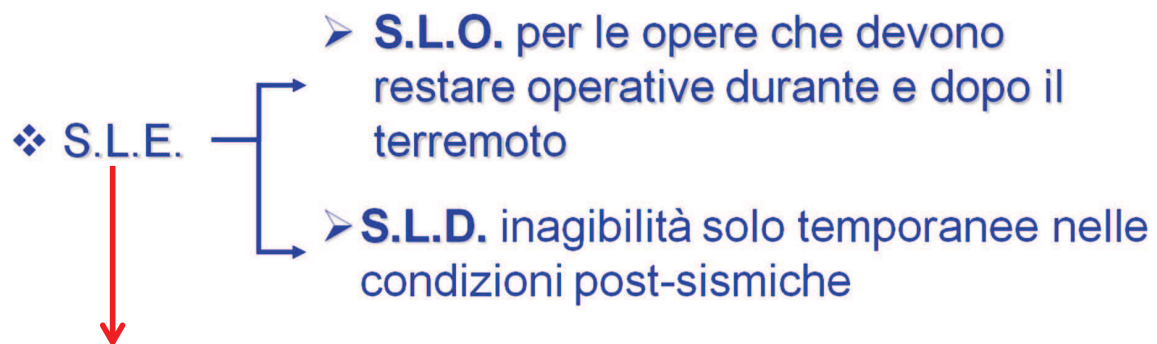 ➢ S.L.O. per le opere che devono
restare operative durante e dopo il
terremoto
❖ S.L.E.
➢ S.L.D. inagibilità solo temporanee nelle
condizioni post-sismiche